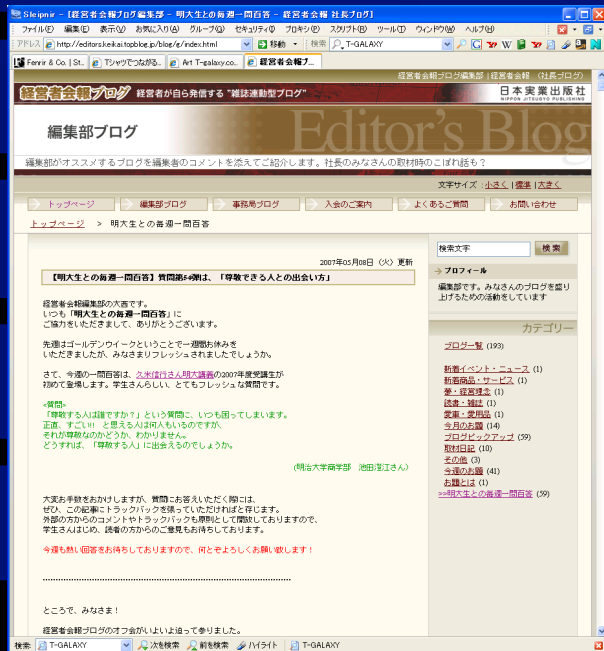 Sleipnir - [経営者会報ブログ編集部 - 明大生との毎週一問百答 - 経営者会報 社長ブログ]
ファイル(F) 編集(E) 表示(V) お気に入り(A) グループ(G) セキュリティ(I) プロキシ(P) スクリプト(R) ツール(T) ウィンドウ(W) ヘルプ(H)
アドレス http://editors.keikai.topblog.jp/blog/g/index.html 移動 検索 T-GALAXY
Fenrir & Co. | St.. Tシャツでつながる.. Art T-galaxy.co.. 経営者会報ブ...
経営者会報ブログ編集部 | 経営者会報 (社長ブログ)
経営者会報ブログ 経営者が自ら発信する "雑誌連動型ブログ" 日本実業出版社
NIPPON JITSUGYO PUBLISHING
編集部ブログ Editor's Blog
編集部がオススメするブログを編集者のコメントを添えてご紹介します。社長のみなさんの取材時のこぼれ話も?
文字サイズ : 小さく | 標準 | 大きく
トップページ 編集部ブログ 事務局ブログ 入会のご案内 よくあるご質問 お問い合わせ
トップページ > 明大生との毎週一問百答
2007年05月08日 (火) 更新
【明大生との毎週一問百答】質問第54弾は、「尊敬できる人との出会い方」
経営者会報編集部の大西です。
いつも「明大生との毎週一問百答」に
ご協力をいただきまして、ありがとうございます。
先週はゴールデンウイークということで一週間お休みを
いただきましたが、みなさまリフレッシュされましたでしょうか。
さて、今週の一問百答は、久米信行さん明大講義の2007年度受講生が
初めて登場します。学生さんらしい、とてもフレッシュな質問です。
<質問>
「尊敬する人は誰ですか?」という質問に、いつも困ってしまいます。
正直、すごい!! と思える人は何人もいるのですが、
それが尊敬なのかどうか、わかりません。
どうすれば、「尊敬する人」に出会えるのでしょうか。
(明治大学商学部 池田澄江さん)
大変お手数をおかけしますが、質問にお答えいただく際には、
ぜひ、この記事にトラックバックを張っていただければと存じます。
外部の方からのコメントやトラックバックも原則として開放しておりますので、
学生さんはじめ、読者の方からのご意見もお待ちしております。
今週も熱い回答をお待ちしておりますので、何とぞよろしくお願い致します!
ところで、みなさま!
経営者会報ブログのオフ会がいよいよ迫って参りました。
検索文字 検索
プロフィール
編集部です。みなさんのブログを盛り
上げるための活動をしています
カテゴリー
ブログ一覧 (193)
新着イベント・ニュース (1)
新着商品・サービス (1)
夢・経営理念 (1)
読書・雑誌 (1)
愛車・愛用品 (1)
今月のお題 (14)
ブログピックアップ (59)
取材日記 (10)
その他 (3)
今週のお題 (41)
お題とは (1)
>>明大生との毎週一問百答 (59)
検索: T-GALAXY 次を検索 前を検索 ハイライト T-GALAXY